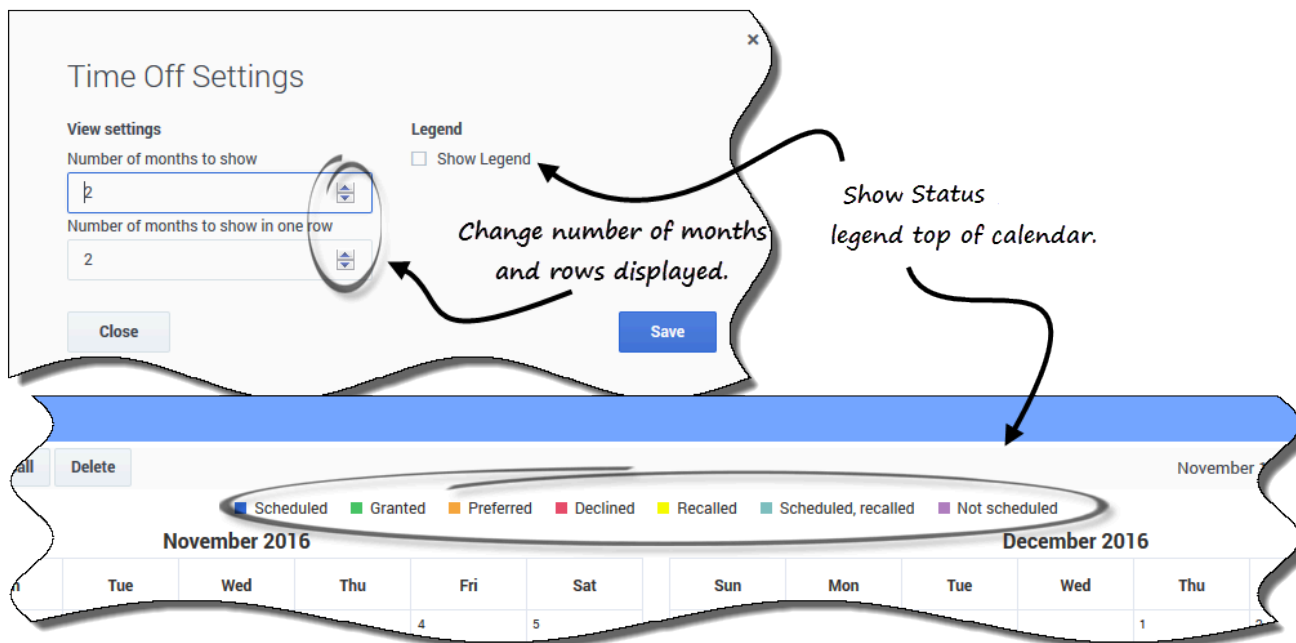 ×
Time Off Settings
View settings
Legend
Number of months to show
Show Legend
2
Number of months to show in one row
2
Change number of months
and rows displayed.
Show Status
legend top of calendar.
Close
Save
Delete
November
Scheduled
Granted
Preferred
Declined
Recalled
Scheduled, recalled
Not scheduled
November 2016
December 2016
Tue
Wed
Thu
Fri
Sat
Sun
Mon
Tue
Wed
Thu
4
5
1